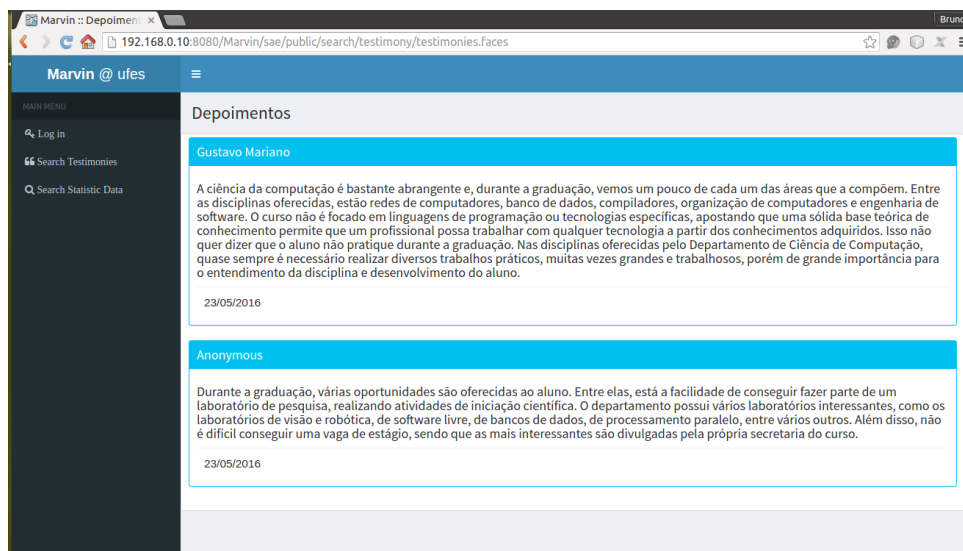 Marvin :: Depoimen
Bruno
192.168.0.10:8080/Marvin/sae/public/search/testimony/testimonies.faces
Marvin @ ufes
MAIN MENU
Log in
Search Testimonies
Search Statistic Data
Depoimentos
Gustavo Mariano
A ciência da computação é bastante abrangente e, durante a graduação, vemos um pouco de cada um das áreas que a compõem. Entre
as disciplinas oferecidas, estão redes de computadores, banco de dados, compiladores, organização de computadores e engenharia de
software. O curso não é focado em linguagens de programação ou tecnologias específicas, apostando que uma sólida base teórica de
conhecimento permite que um profissional possa trabalhar com qualquer tecnologia a partir dos conhecimentos adquiridos. Isso não
quer dizer que o aluno não pratique durante a graduação. Nas disciplinas oferecidas pelo Departamento de Ciência de Computação,
quase sempre é necessário realizar diversos trabalhos práticos, muitas vezes grandes e trabalhosos, porém de grande importância para
o entendimento da disciplina e desenvolvimento do aluno.
23/05/2016
Anonymous
Durante a graduação, várias oportunidades são oferecidas ao aluno. Entre elas, está a facilidade de conseguir fazer parte de um
laboratório de pesquisa, realizando atividades de iniciação científica. O departamento possui vários laboratórios interessantes, como os
laboratórios de visão e robótica, de software livre, de bancos de dados, de processamento paralelo, entre vários outros. Além disso, não
é difícil conseguir uma vaga de estágio, sendo que as mais interessantes são divulgadas pela própria secretaria do curso.
23/05/2016